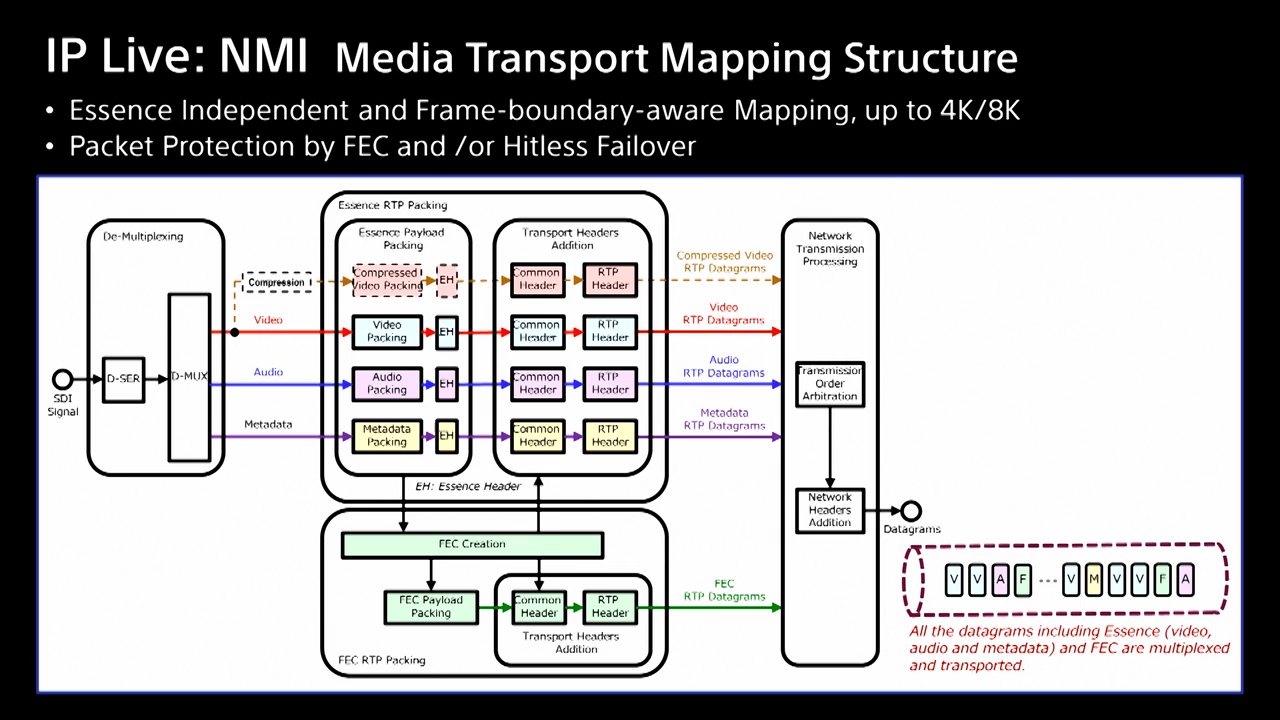 IP Live: NMI Media Transport Mapping Structure
• Essence Independent and Frame-boundary-aware Mapping, up to 4K/8K
• Packet Protection by FEC and /or Hitless Failover
De-Multiplexing
SDI
Signal
D-SER
D-MUX
Compression
Video
Audio
Metadata
Essence RTP Packing
Essence Payload
Packing
Compressed
Video Packing
EH
Video
Packing
EH
Audio
Packing
EH
Metadata
Packing
EH
EH: Essence Header
Transport Headers
Addition
Common
Header
RTP
Header
Common
Header
RTP
Header
Common
Header
RTP
Header
Common
Header
RTP
Header
FEC Creation
FEC Payload
Packing
Common
Header
RTP
Header
Transport Headers
Addition
FEC RTP Packing
Compressed Video
RTP Datagrams
Video
RTP Datagrams
Audio
RTP Datagrams
Metadata
RTP Datagrams
FEC
RTP Datagrams
Network
Transmission
Processing
Transmission
Order
Arbitration
Network
Headers
Addition
Datagrams
V V A F --- V M V V F A
All the datagrams including Essence (video,
audio and metadata) and FEC are multiplexed
and transported.